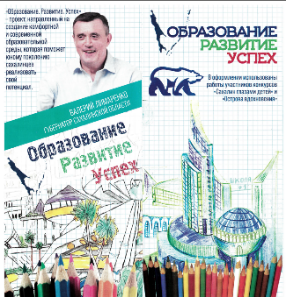 «Образование. Развитие. Успех»
- проект направленный на
создание комфортной
и современной
образовательной
среды, которая поможет
юному поколению
сахалинцев
реализовать
свой
потенциал.
ВАЛЕРИЙ ЛИМАРЕНКО
ГУБЕРНАТОР САХАЛИНСКОЙ ОБЛАСТИ
Образование
Развитие
Успех
ОБРАЗОВАНИЕ
РАЗВИТИЕ
УСПЕХ
В оформлении использованы
работы участников конкурсов
«Сахалин глазами детей» и
«Острова вдохновения»